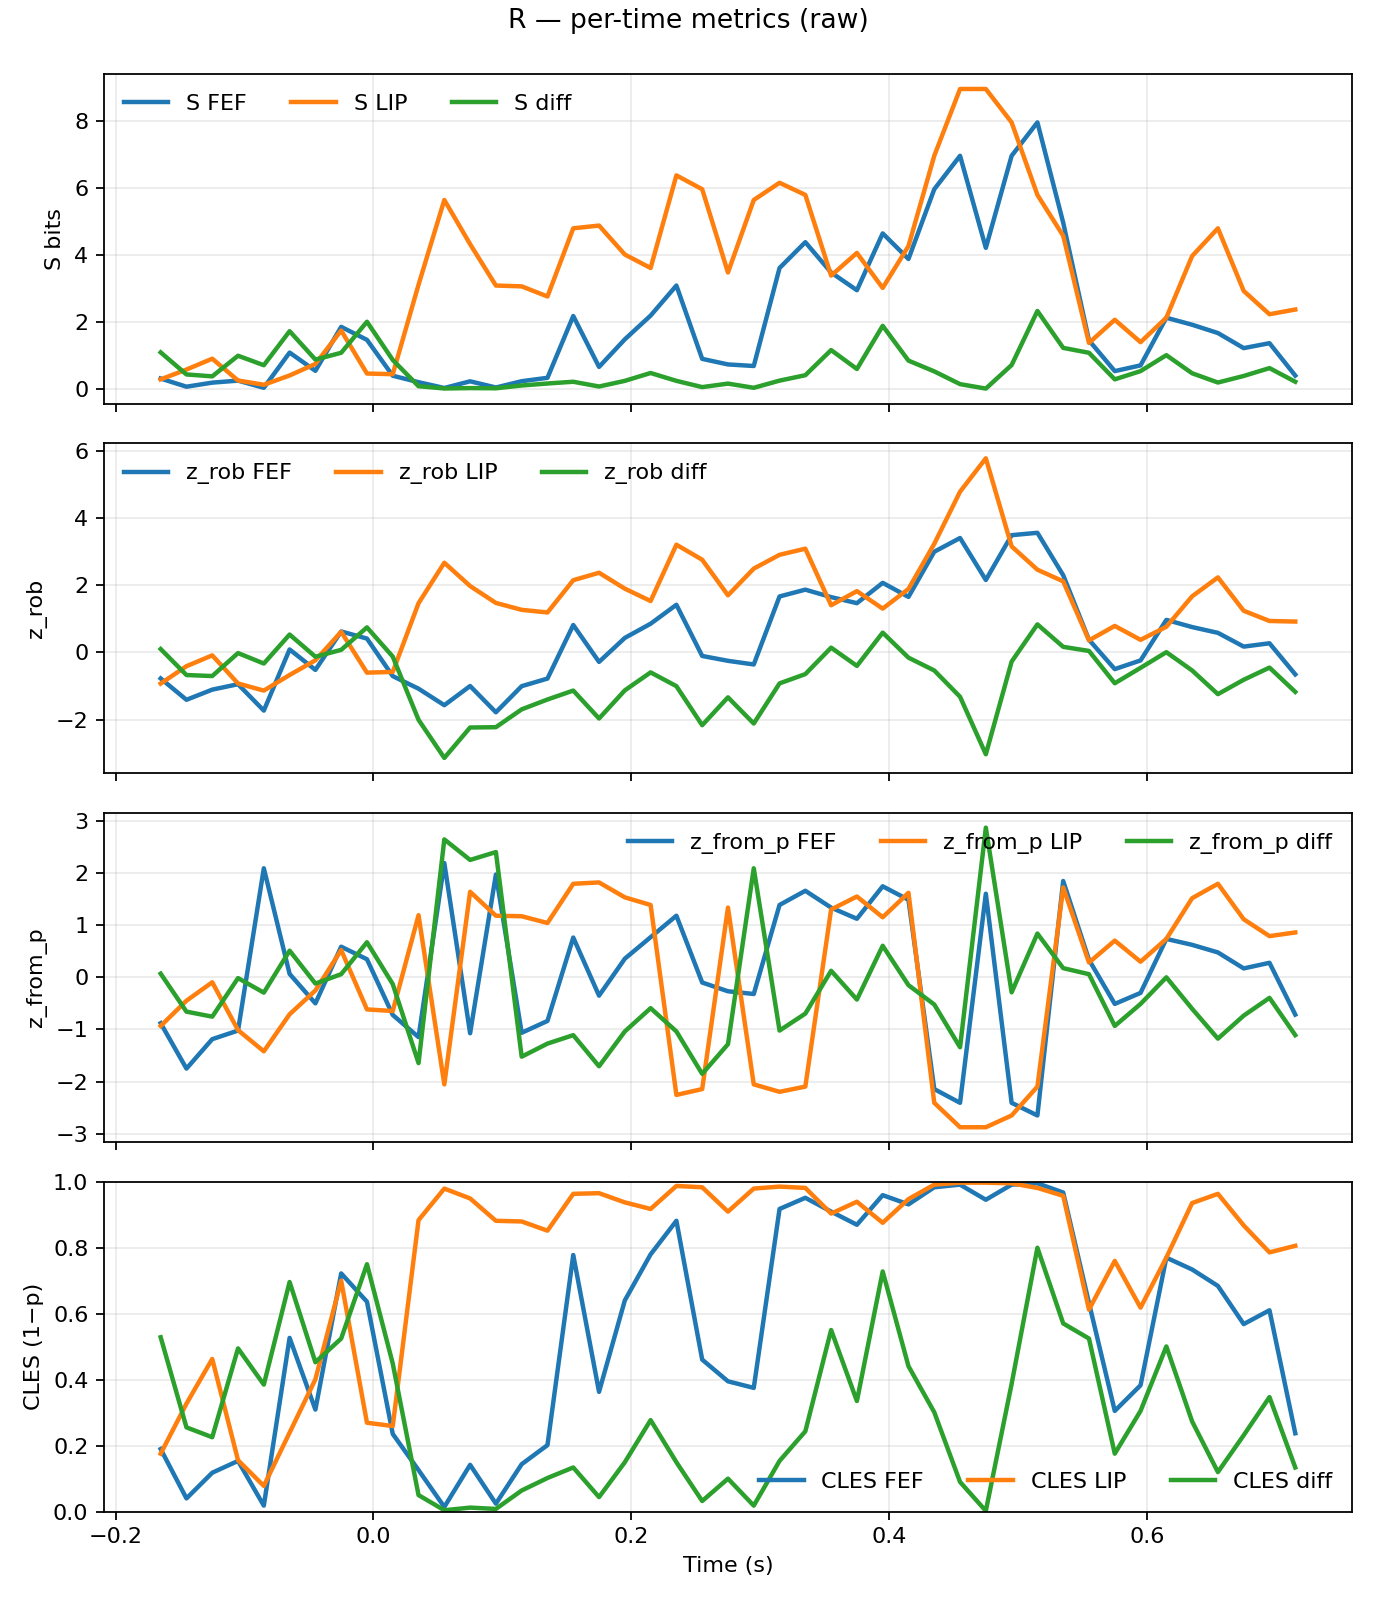 R — per-time metrics (raw)
S FEF S LIP S diff
8
6
4
2
0
S bits
z_rob FEF z_rob LIP z_rob diff
6
4
2
0
−2
z_rob
z_from_p FEF z_from_p LIP z_from_p diff
3
2
1
0
−1
−2
−3
z_from_p
1.0
0.8
0.6
0.4
0.2
0.0
CLES (1−p)
CLES FEF CLES LIP CLES diff
−0.2 0.0 0.2 0.4 0.6
Time (s)